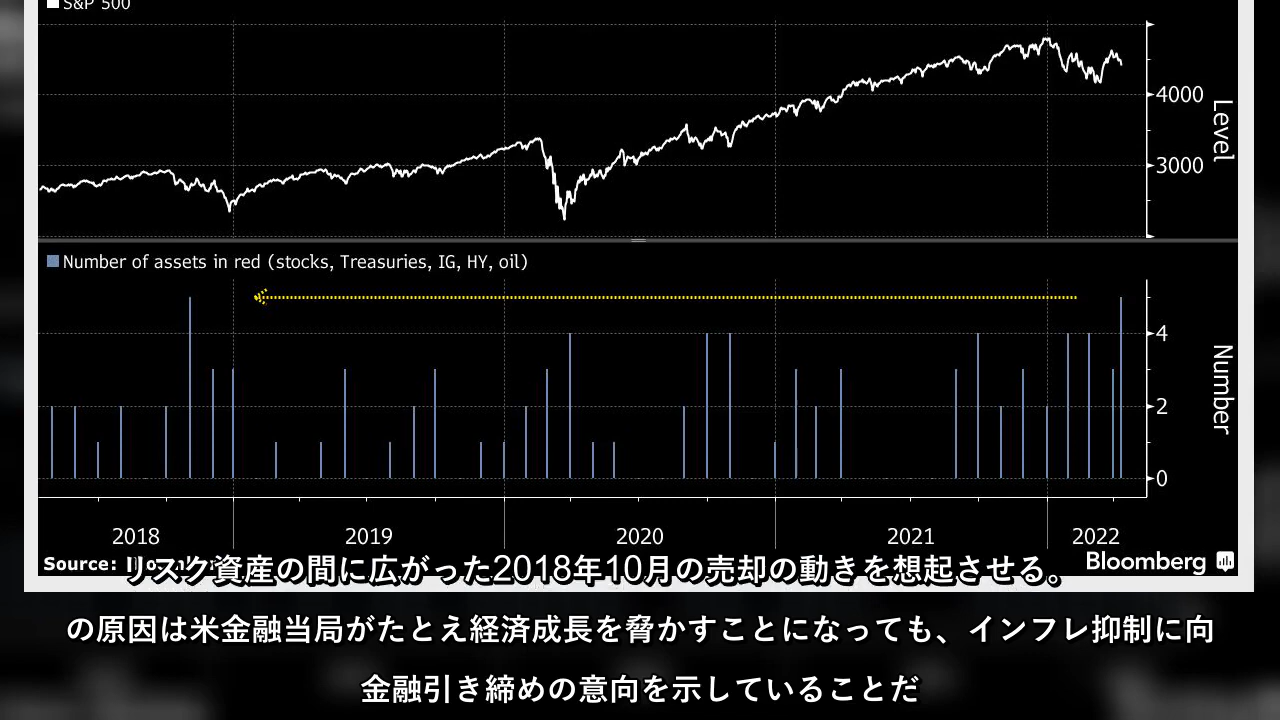 S&P 500
4000
3000
Level
Number of assets in red (stocks, Treasuries, IG, HY, oil)
4
2
0
Number
2018 2019 2020 2021 2022
Source: Bloomberg
リスク資産の間に広がった2018年10月の売却の動きを想起させる。
の原因は米金融当局がたとえ経済成長を脅かすことになっても、インフレ抑制に向
金融引き締めの意向を示していることだ